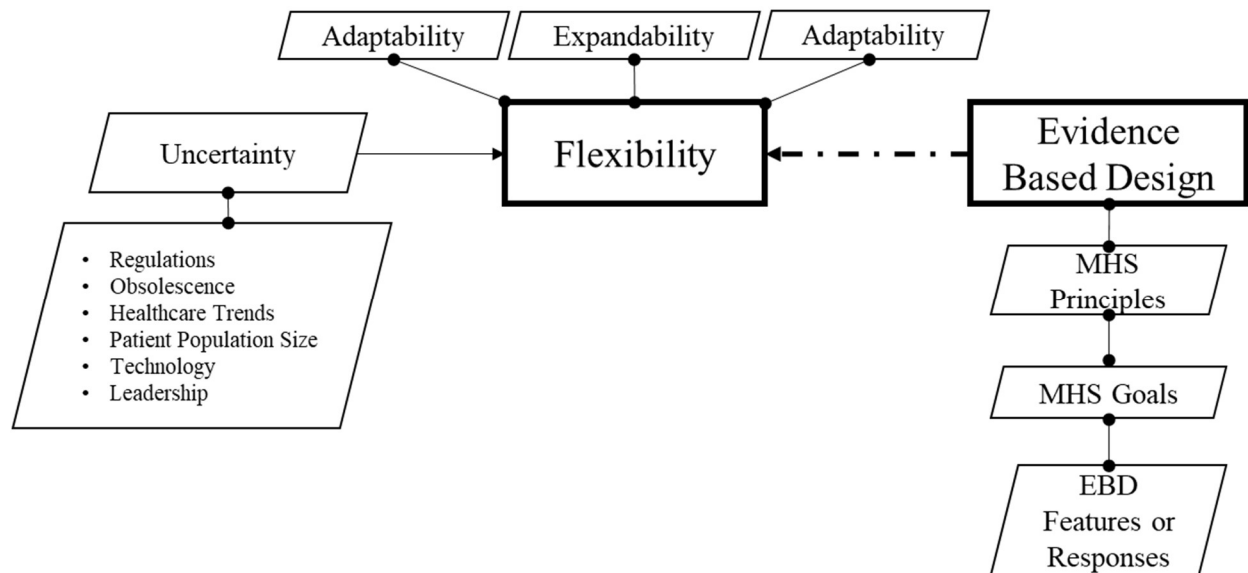 Adaptability
Expandability
Adaptability
Uncertainty
Flexibility
Evidence
Based Design
• Regulations
• Obsolescence
• Healthcare Trends
• Patient Population Size
• Technology
• Leadership
MHS
Principles
MHS Goals
EBD
Features or
Responses